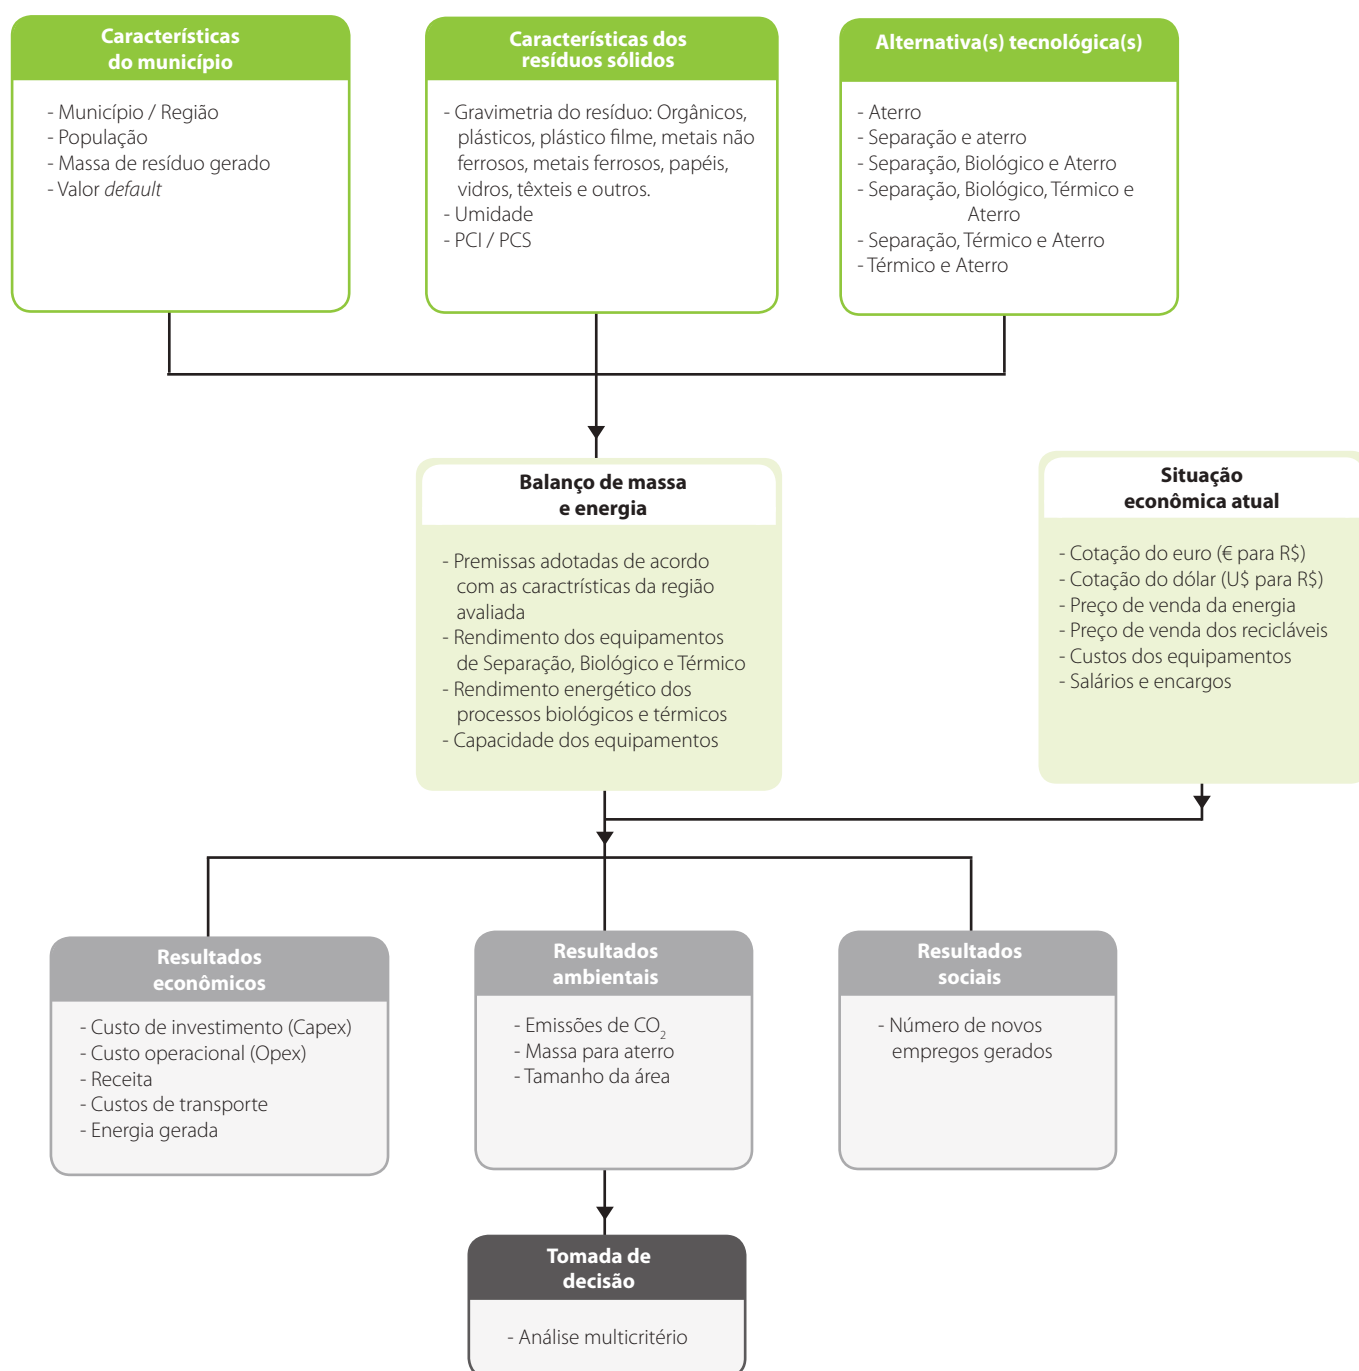 Características
do município
- Município / Região
- População
- Massa de resíduo gerado
- Valor default
Características dos
resíduos sólidos
- Gravimetria do resíduo: Orgânicos,
plásticos, plástico filme, metais não
ferrosos, metais ferrosos, papéis,
vidros, têxteis e outros.
- Umidade
- PCI / PCS
Alternativa(s) tecnológica(s)
- Aterro
- Separação e aterro
- Separação, Biológico e Aterro
- Separação, Biológico, Térmico e
Aterro
- Separação, Térmico e Aterro
- Térmico e Aterro
Balanço de massa
e energia
- Premissas adotadas de acordo
com as caractrísticas da região
avaliada
- Rendimento dos equipamentos
de Separação, Biológico e Térmico
- Rendimento energético dos
processos biológicos e térmicos
- Capacidade dos equipamentos
Situação
econômica atual
- Cotação do euro (€ para R$)
- Cotação do dólar (U$ para R$)
- Preço de venda da energia
- Preço de venda dos recicláveis
- Custos dos equipamentos
- Salários e encargos
Resultados
econômicos
- Custo de investimento (Capex)
- Custo operacional (Opex)
- Receita
- Custos de transporte
- Energia gerada
Resultados
ambientais
- Emissões de CO₂
- Massa para aterro
- Tamanho da área
Resultados
sociais
- Número de novos
empregos gerados
Tomada de
decisão
- Análise multicritério